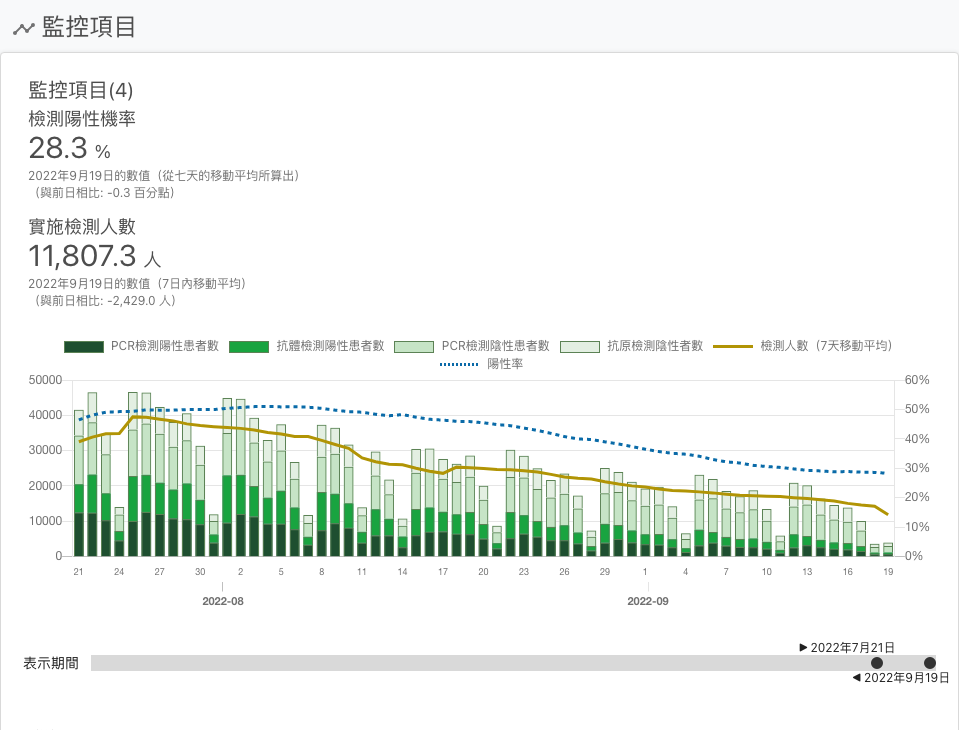 監控項目
監控項目(4)
檢測陽性機率
28.3 %
2022年9月19日的數值（從七天的移動平均所算出）
（與前日相比: -0.3 百分點）
實施檢測人數
11,807.3 人
2022年9月19日的數值（7日內移動平均）
（與前日相比: -2,429.0 人）
PCR檢測陽性患者數 抗體檢測陽性患者數 PCR檢測陰性患者數 抗原檢測陰性者數 檢測人數（7天移動平均）
陽性率
50000 60%
40000 50%
30000 40%
20000 30%
10000 20%
0 10%
0%
21 24 27 30 2 5 8 11 14 17 20 23 26 29 1 4 7 10 13 16 19
2022-08 2022-09
▶ 2022年7月21日
表示期間
◀ 2022年9月19日